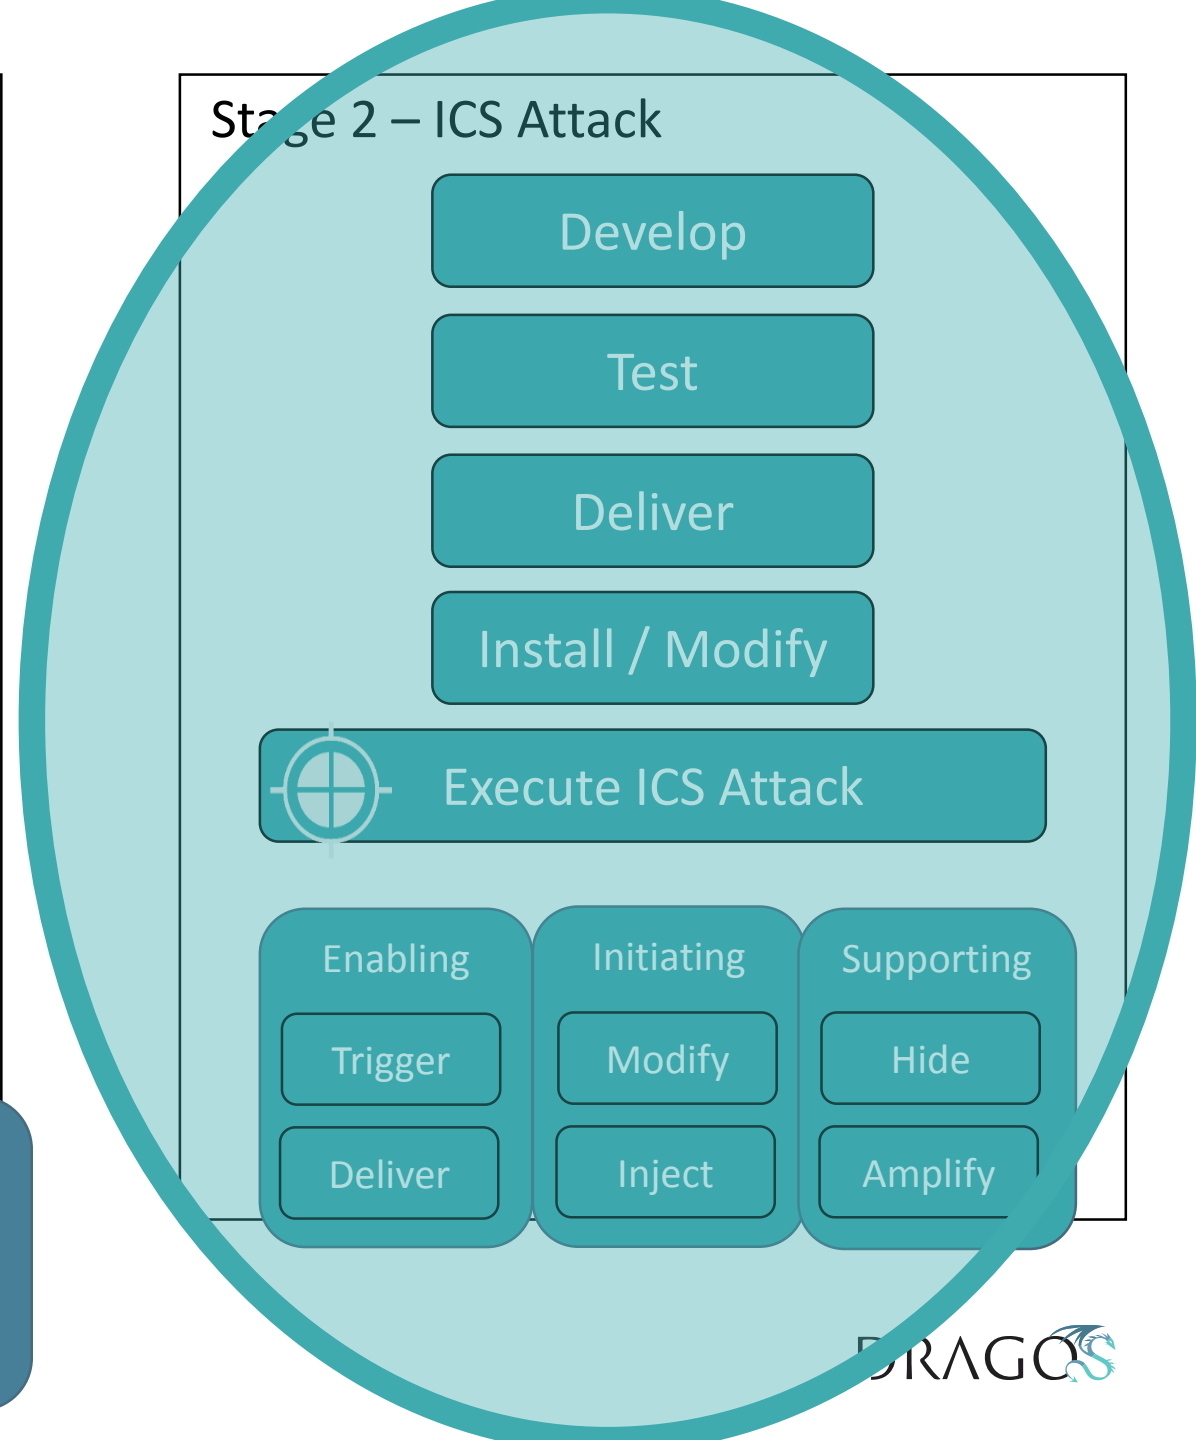 Stage 2 – ICS Attack
Develop
Test
Deliver
Install / Modify
Execute ICS Attack
Enabling
Initiating
Supporting
Trigger
Modify
Hide
Deliver
Inject
Amplify
DRAGOS